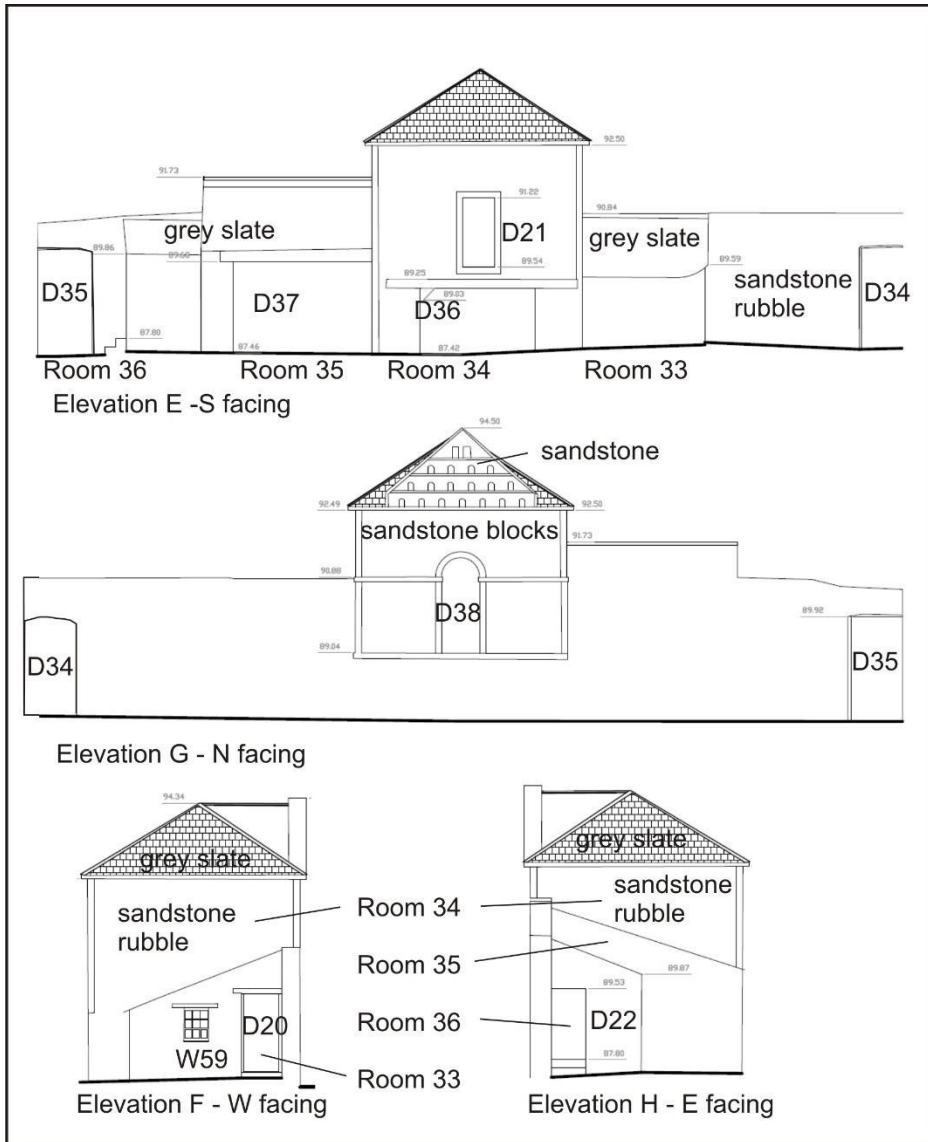 92.50
91.73
91.22
90.84
grey slate
D21
grey slate
89.86
89.60
89.54
89.59
89.25
D35
D37
D36
89.03
sandstone
rubble
D34
87.80
87.46
87.42
Room 36
Room 35
Room 34
Room 33
Elevation E -S facing
94.50
sandstone
92.49
92.50
sandstone blocks
91.73
90.88
D38
89.92
89.04
D34
D35
Elevation G - N facing
94.34
grey slate
grey slate
sandstone
rubble
Room 34
sandstone
rubble
Room 35
89.87
89.53
D20
Room 36
D22
W59
87.80
Room 33
Elevation F - W facing
Elevation H - E facing